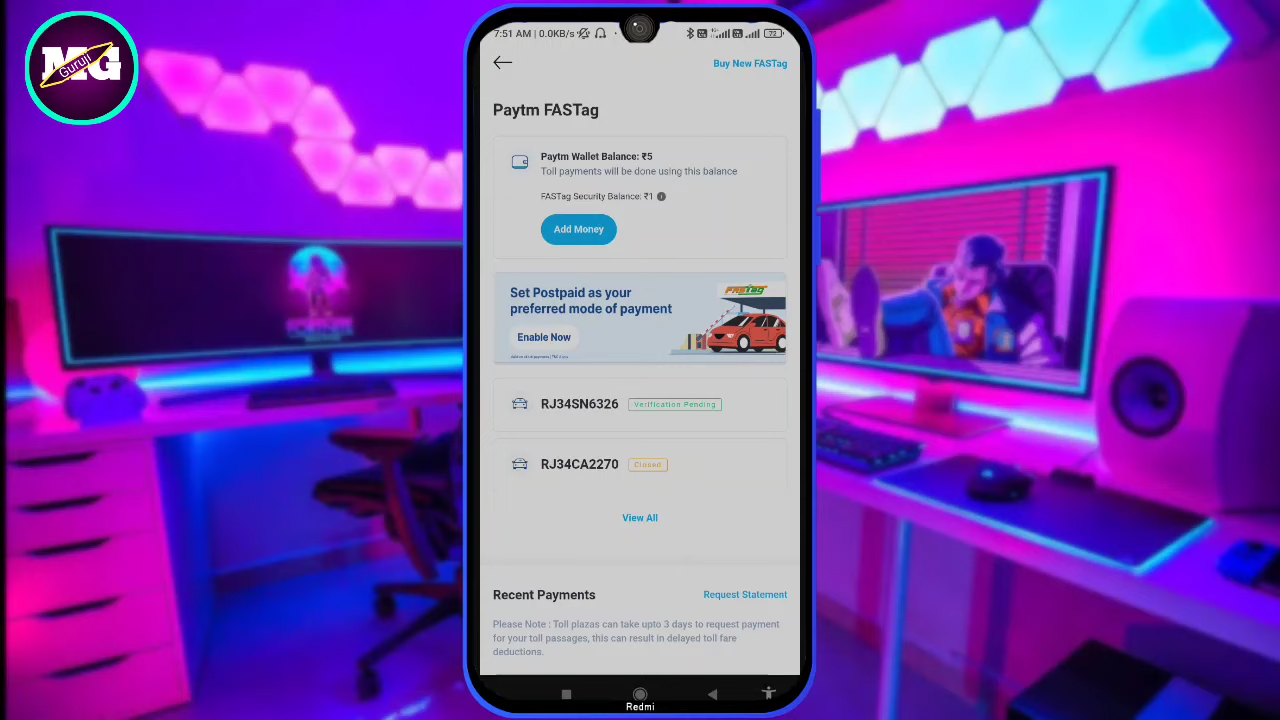 MG
Guruji
7:51 AM | 0.0KB/s
73
Buy New FASTag
Paytm FASTag
Paytm Wallet Balance: ₹5
Toll payments will be done using this balance
FASTag Security Balance: ₹1
Add Money
Set Postpaid as your
preferred mode of payment
FASTag
Enable Now
RJ34SN6326 Verification Pending
RJ34CA2270 Closed
View All
Recent Payments Request Statement
Please Note : Toll plazas can take upto 3 days to request payment
for your toll passages, this can result in delayed toll fare
deductions.
Redmi